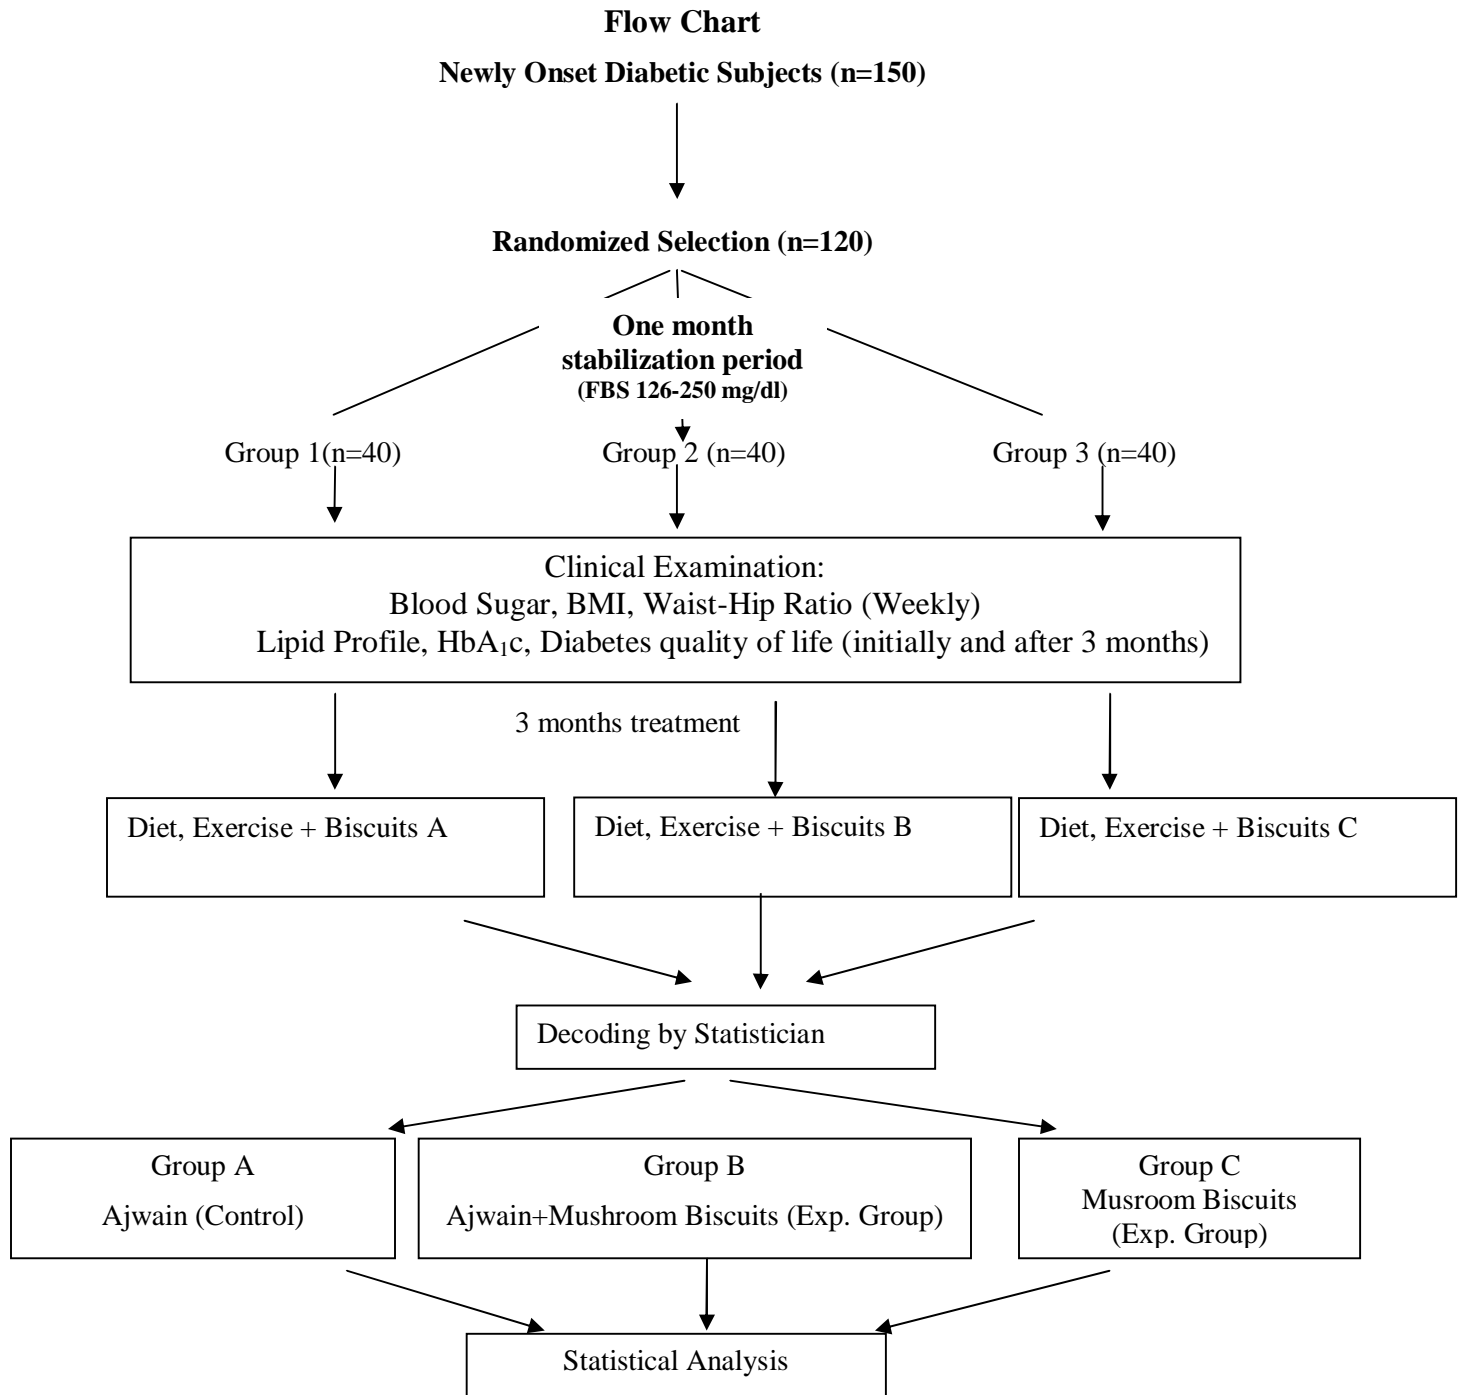 Flow Chart
Newly Onset Diabetic Subjects (n=150)
Randomized Selection (n=120)
One month
stabilization period
(FBS 126-250 mg/dl)
Group 1(n=40)
Group 2 (n=40)
Group 3 (n=40)
Clinical Examination:
Blood Sugar, BMI, Waist-Hip Ratio (Weekly)
Lipid Profile, HbA₁c, Diabetes quality of life (initially and after 3 months)
3 months treatment
Diet, Exercise + Biscuits A
Diet, Exercise + Biscuits B
Diet, Exercise + Biscuits C
Decoding by Statistician
Group A
Ajwain (Control)
Group B
Ajwain+Mushroom Biscuits (Exp. Group)
Group C
Musroom Biscuits
(Exp. Group)
Statistical Analysis